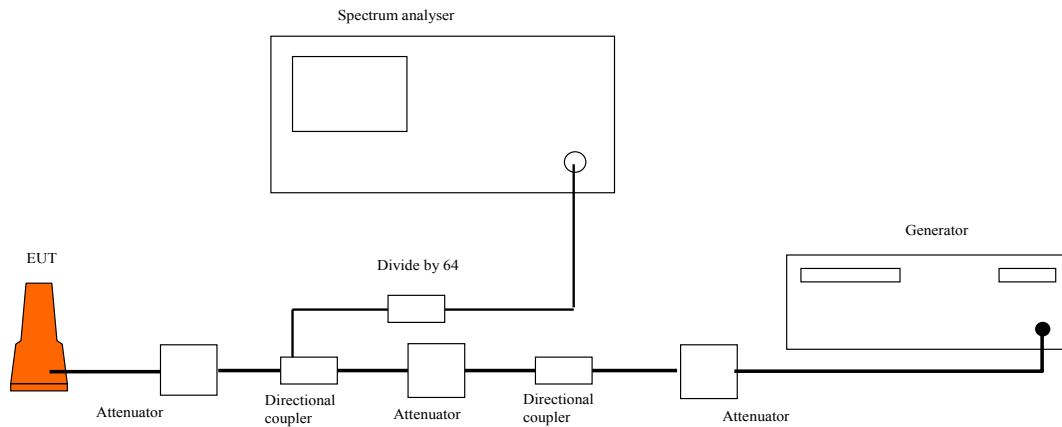 Spectrum analyser
Generator
EUT
Divide by 64
Attenuator
Directional
coupler
Attenuator
Directional
coupler
Attenuator